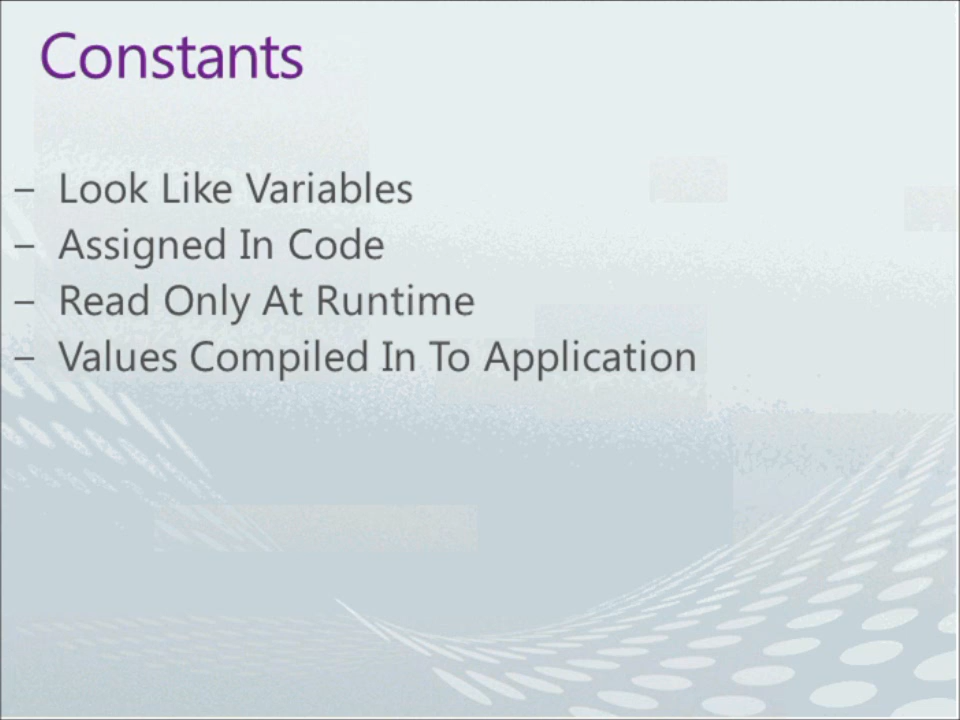 Constants
– Look Like Variables
– Assigned In Code
– Read Only At Runtime
– Values Compiled In To Application